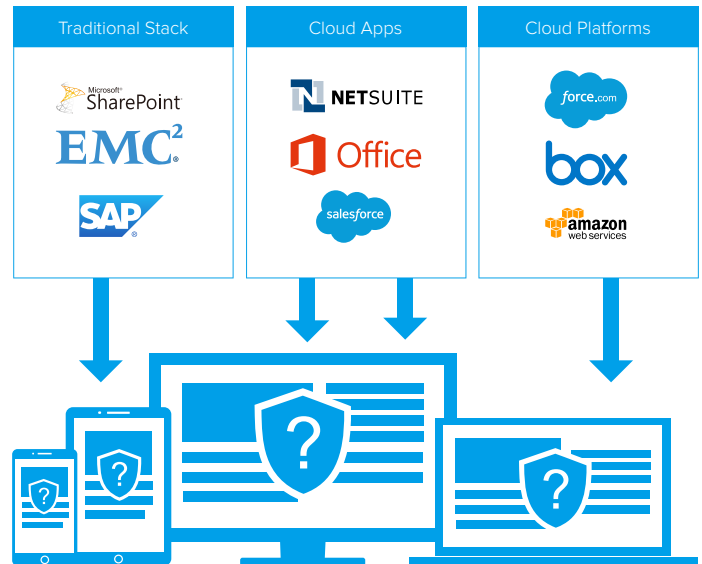 Traditional Stack
Cloud Apps
Cloud Platforms
Microsoft®
SharePoint
EMC²
SAP®
NETSUITE
Office
salesforce
force.com
box
amazon
web services
?
?
?
?